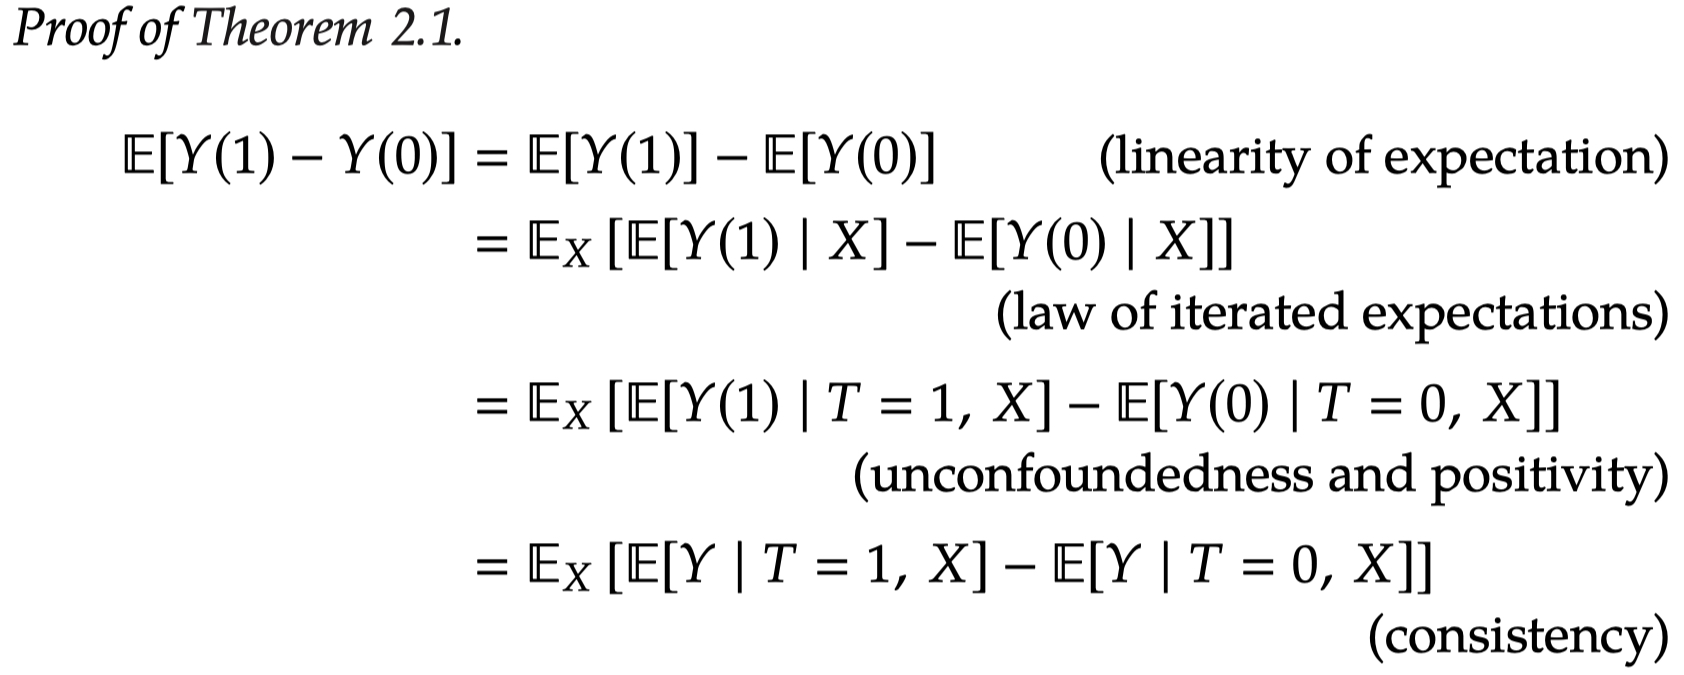 Proof of Theorem 2.1.
𝔼[Y(1) − Y(0)] = 𝔼[Y(1)] − 𝔼[Y(0)] (linearity of expectation)
= 𝔼_X [𝔼[Y(1) | X] − 𝔼[Y(0) | X]]
(law of iterated expectations)
= 𝔼_X [𝔼[Y(1) | T = 1, X] − 𝔼[Y(0) | T = 0, X]]
(unconfoundedness and positivity)
= 𝔼_X [𝔼[Y | T = 1, X] − 𝔼[Y | T = 0, X]]
(consistency)